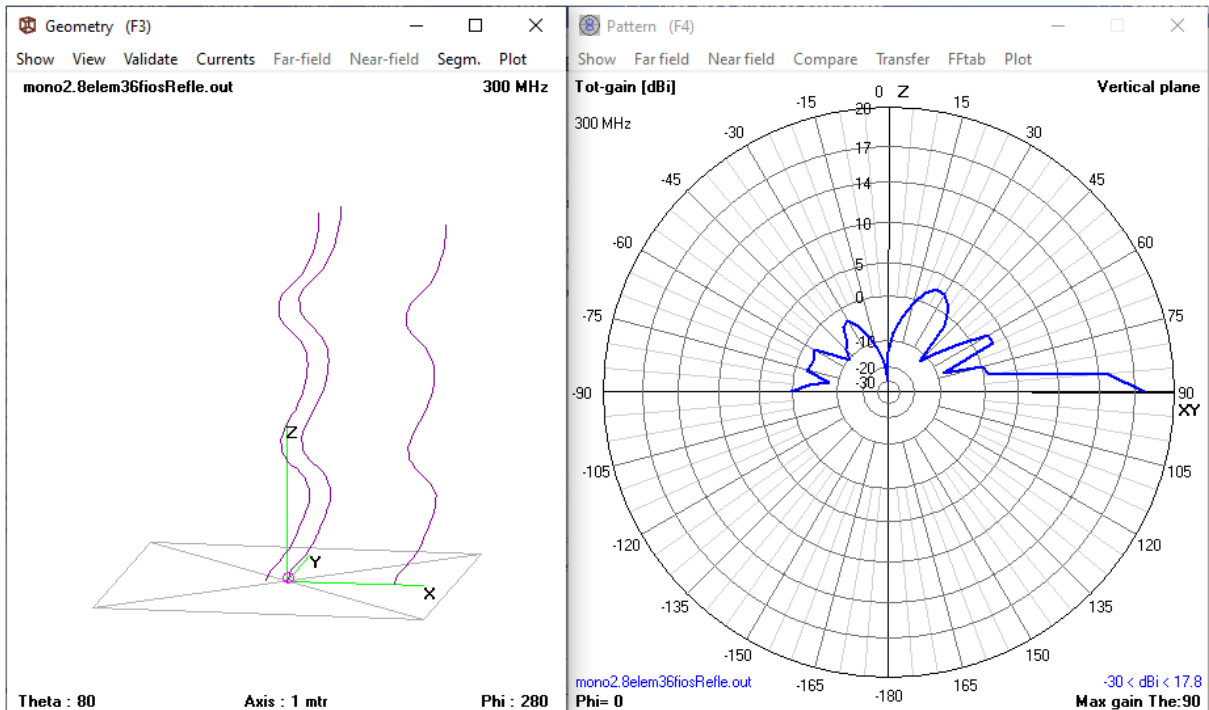 Geometry (F3)
Show View Validate Currents Far-field Near-field Segm. Plot
mono2.8elem36fiosRefle.out 300 MHz
Z
Y
X
Theta : 80 Axis : 1 mtr Phi : 280
Pattern (F4)
Show Far field Near field Compare Transfer FFtab Plot
Tot-gain [dBi] 0 Z Vertical plane
300 MHz
-15 20 15
-30 17 30
-45 14 45
-60 10 60
5
-75 0 75
-10
-20
-30
-90 90
XY
-105 105
-120 120
-135 135
-150 150
-165 -180 165
mono2.8elem36fiosRefle.out -30 < dBi < 17.8
Phi= 0 Max gain The:90